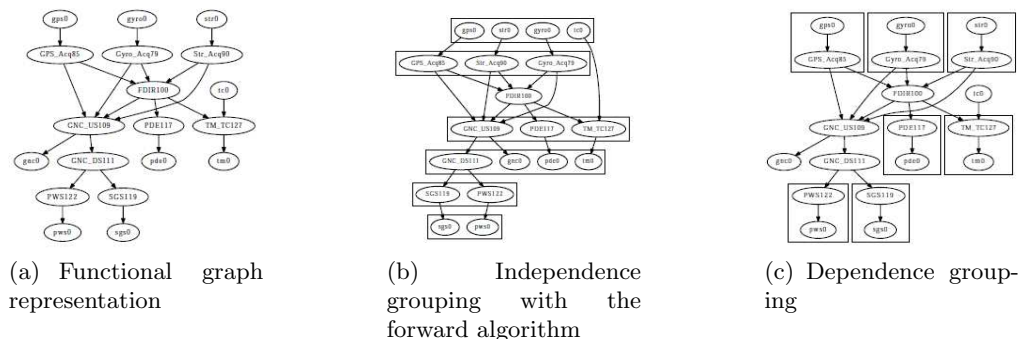 gps0 gyro0 str0
GPS_Acq85 Gyro_Acq79 Str_Acq90
FDIR100 tc0
GNC_US109 PDE117 TM_TC127
gnc0 GNC_DS111 pde0 tm0
PWS122 SGS119
pws0 sgs0
(a) Functional graph
representation
gps0 str0 gyro0 tc0
GPS_Acq85 Str_Acq90 Gyro_Acq79
FDIR100
GNC_US109 PDE117 TM_TC127
GNC_DS111 gnc0 pde0 tm0
SGS119 PWS122
sgs0 pws0
(b) Independence
grouping with the
forward algorithm
gps0 gyro0 str0
GPS_Acq85 Gyro_Acq79 Str_Acq90
FDIR100 tc0
GNC_US109 PDE117 TM_TC127
gnc0 GNC_DS111 pde0 tm0
PWS122 SGS119
pws0 sgs0
(c) Dependence group-
ing